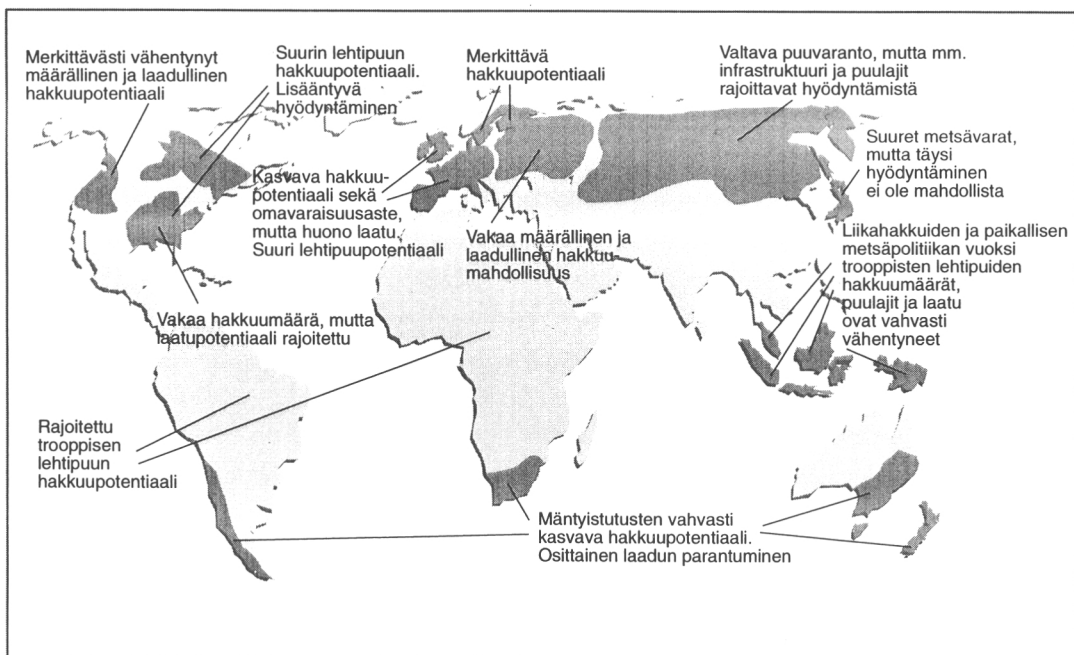 Merkittävästi vähentynyt
määrällinen ja laadullinen
hakkuupotentiaali
Suurin lehtipuun
hakkuupotentiaali.
Lisääntyvä
hyödyntäminen
Merkittävä
hakkuupotentiaali
Valtava puuvaranto, mutta mm.
infrastruktuuri ja puulajit
rajoittavat hyödyntämistä
Suuret metsävarat,
mutta täysi
hyödyntäminen
ei ole mahdollista
Kasvava hakkuu-
potentiaali sekä
omavaraisuusaste,
mutta huono laatu.
Suuri lehtipuupotentiaali
Vakaa määrällinen ja
laadullinen hakkuu
mahdollisuus
Liikahakkuiden ja paikallisen
metsäpolitiikan vuoksi
trooppisten lehtipuiden
hakkuumäärät,
puulajit ja laatu
ovat vahvasti
vähentyneet
Vakaa hakkuumäärä, mutta
laatupotentiaali rajoitettu
Rajoitettu
trooppisen
lehtipuun
hakkuupotentiaali
Mäntyistutusten vahvasti
kasvava hakkuupotentiaali.
Osittainen laadun parantuminen